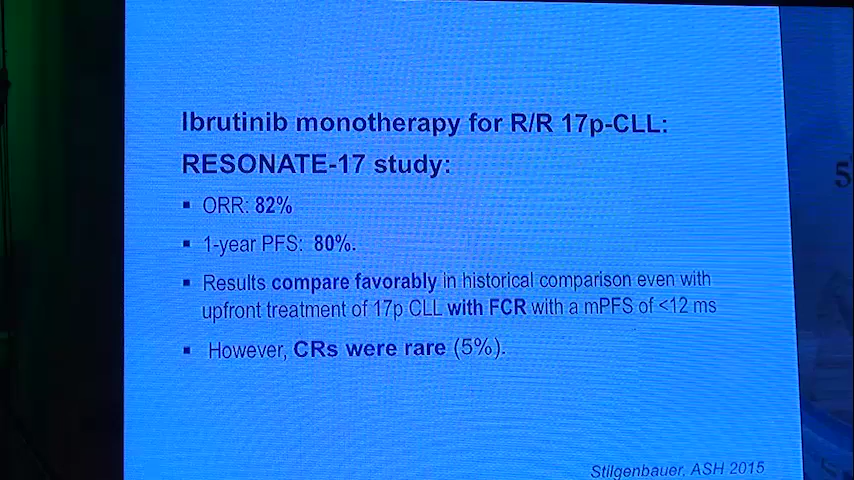 Ibrutinib monotherapy for R/R 17p-CLL:
RESONATE-17 study:
▪ ORR: 82%
▪ 1-year PFS: 80%.
▪ Results compare favorably in historical comparison even with
upfront treatment of 17p CLL with FCR with a mPFS of <12 ms
▪ However, CRs were rare (5%).
Stilgenbauer, ASH 2015
5